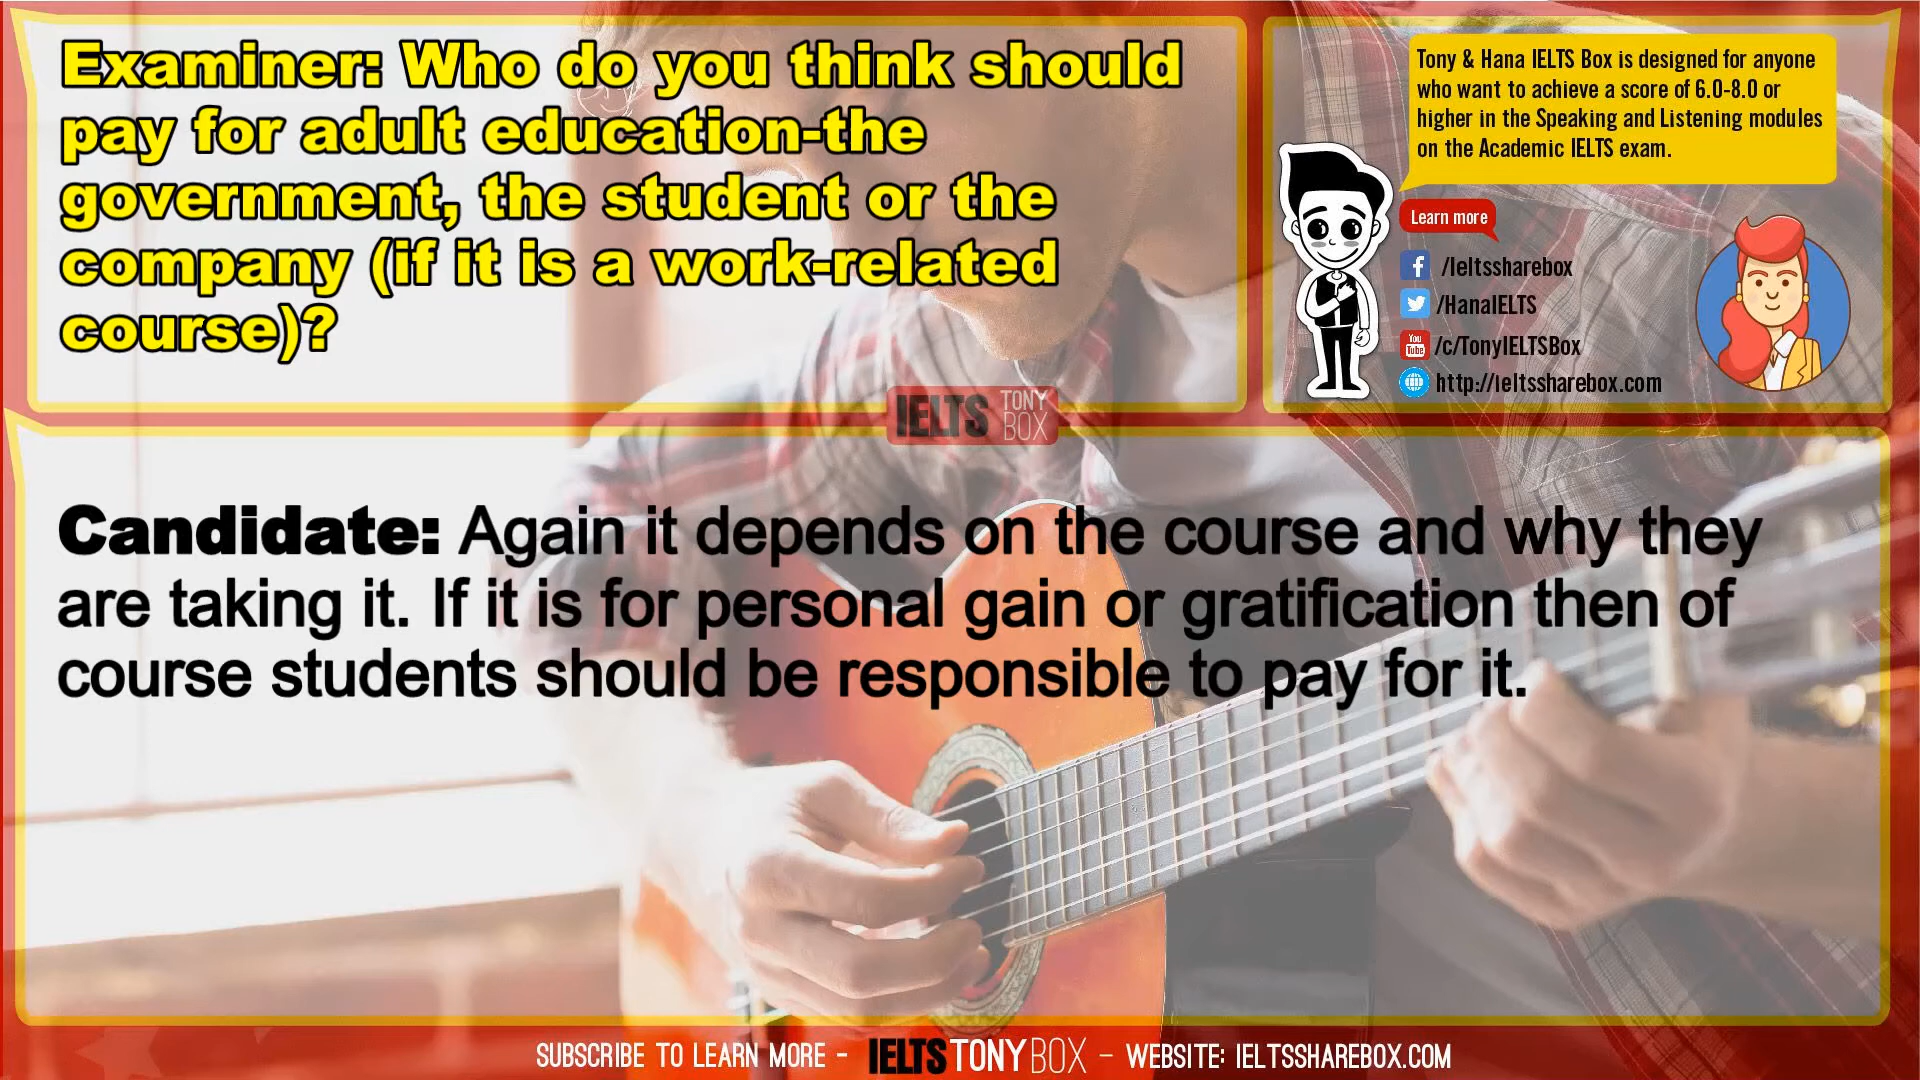 Examiner: Who do you think should
pay for adult education-the
government, the student or the
company (if it is a work-related
course)?
Tony & Hana IELTS Box is designed for anyone
who want to achieve a score of 6.0-8.0 or
higher in the Speaking and Listening modules
on the Academic IELTS exam.
Learn more
f /Ieltssharebox
/HanaIELTS
You Tube /c/TonyIELTSBox
http://ieltssharebox.com
IELTS TONY BOX
Candidate: Again it depends on the course and why they
are taking it. If it is for personal gain or gratification then of
course students should be responsible to pay for it.
SUBSCRIBE TO LEARN MORE - IELTS TONY BOX - WEBSITE: IELTSSHAREBOX.COM